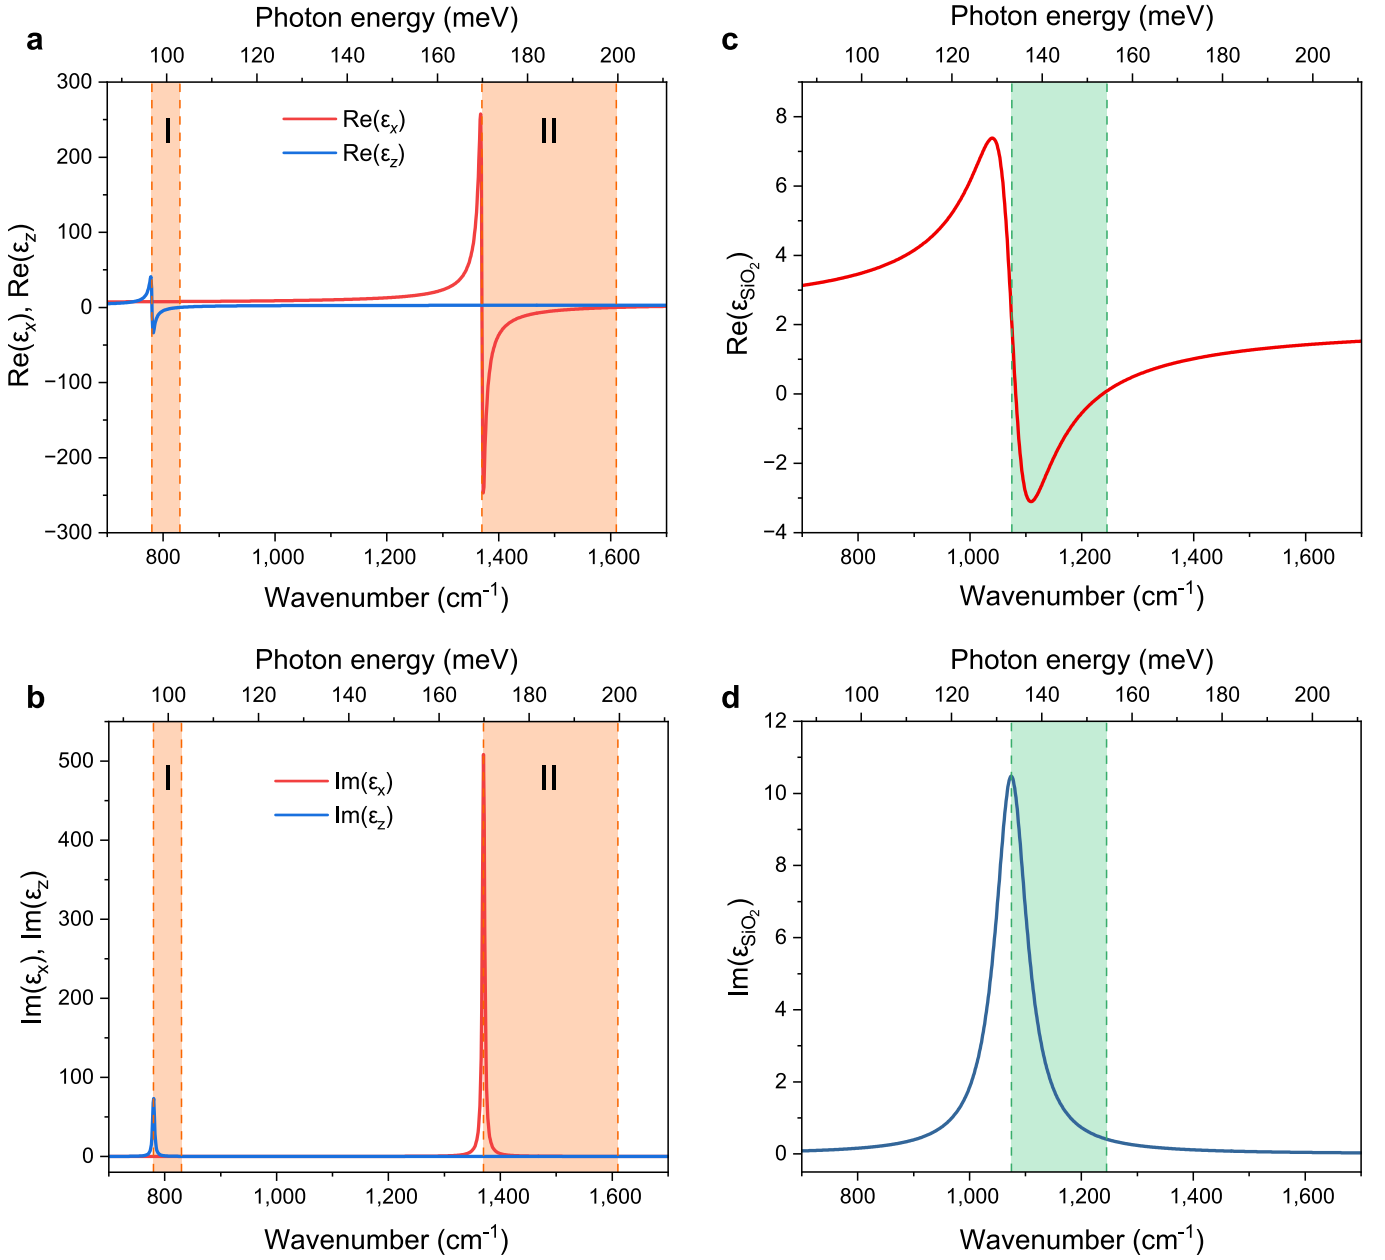 a
Photon energy (meV)
100 120 140 160 180 200
300
200
100
0
−100
−200
−300
Re(εx), Re(εz)
I
II
Re(εx)
Re(εz)
800 1,000 1,200 1,400 1,600
Wavenumber (cm-1)
c
Photon energy (meV)
100 120 140 160 180 200
8
6
4
2
0
−2
−4
Re(εSiO2)
800 1,000 1,200 1,400 1,600
Wavenumber (cm-1)
b
Photon energy (meV)
100 120 140 160 180 200
500
400
300
200
100
0
Im(εx), Im(εz)
I
II
Im(εx)
Im(εz)
800 1,000 1,200 1,400 1,600
Wavenumber (cm-1)
d
Photon energy (meV)
100 120 140 160 180 200
12
10
8
6
4
2
0
Im(εSiO2)
800 1,000 1,200 1,400 1,600
Wavenumber (cm-1)